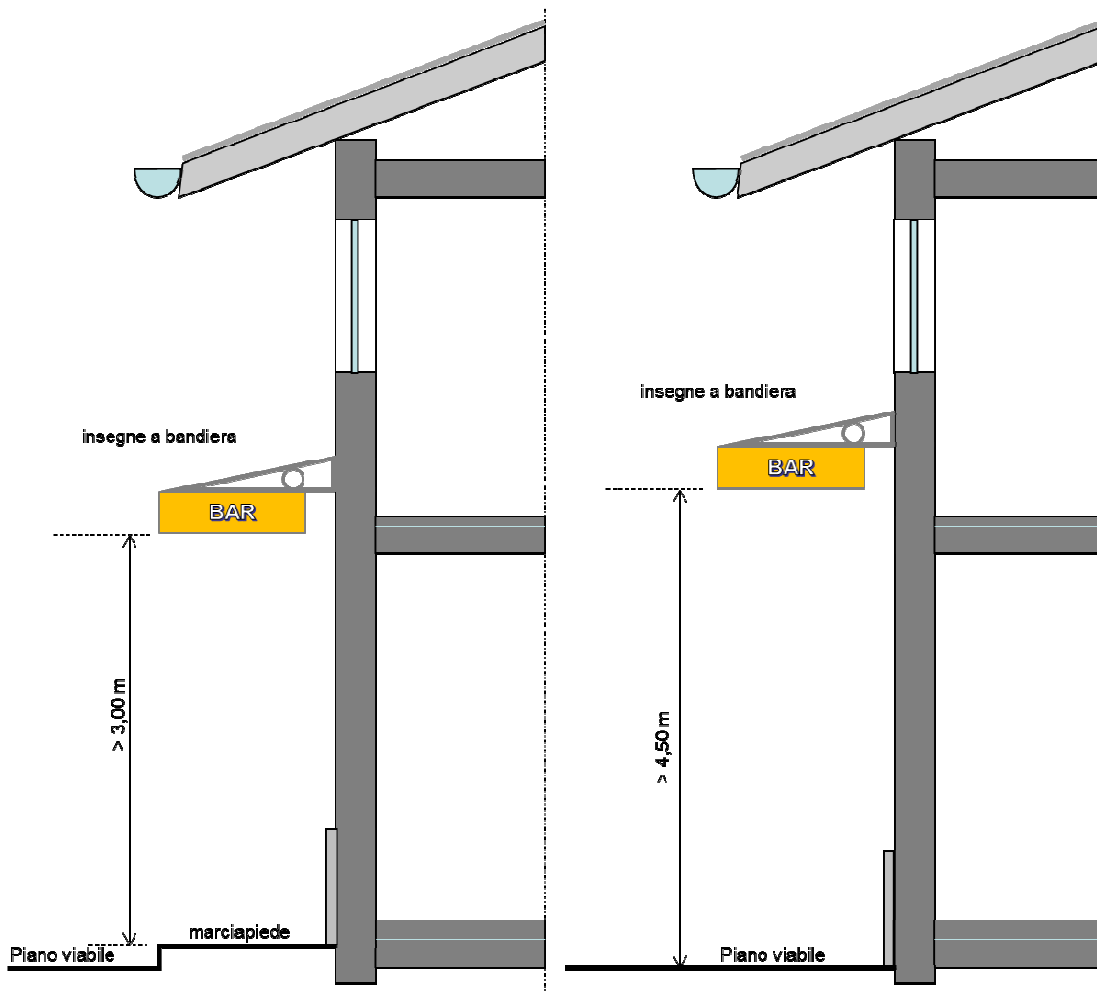 insegne a bandiera
BAR
> 3,00 m
marciapiede
Piano viabile
insegne a bandiera
BAR
> 4,50 m
Piano viabile